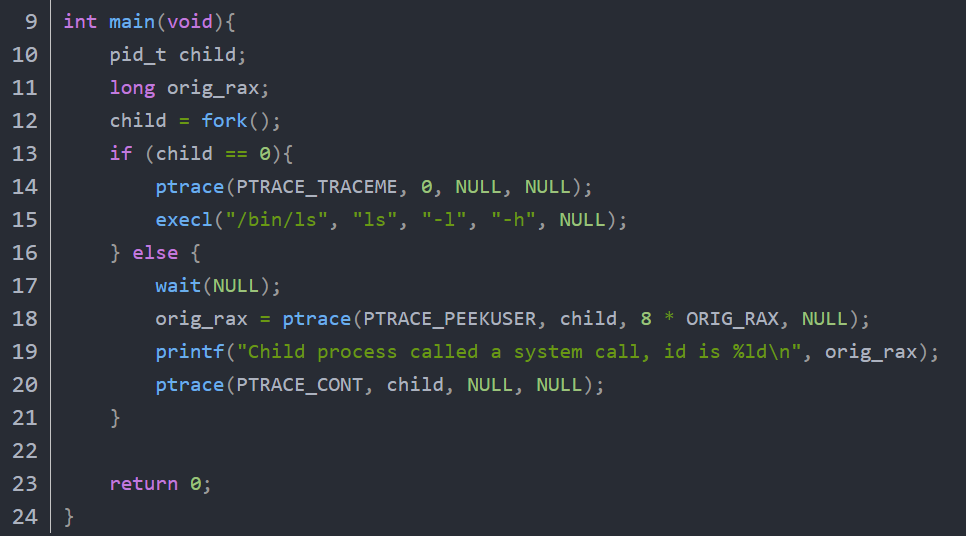 9 int main(void){
10     pid_t child;
11     long orig_rax;
12     child = fork();
13     if (child == 0){
14         ptrace(PTRACE_TRACEME, 0, NULL, NULL);
15         execl("/bin/ls", "ls", "-l", "-h", NULL);
16     } else {
17         wait(NULL);
18         orig_rax = ptrace(PTRACE_PEEKUSER, child, 8 * ORIG_RAX, NULL);
19         printf("Child process called a system call, id is %ld\n", orig_rax);
20         ptrace(PTRACE_CONT, child, NULL, NULL);
21     }
22
23     return 0;
24 }